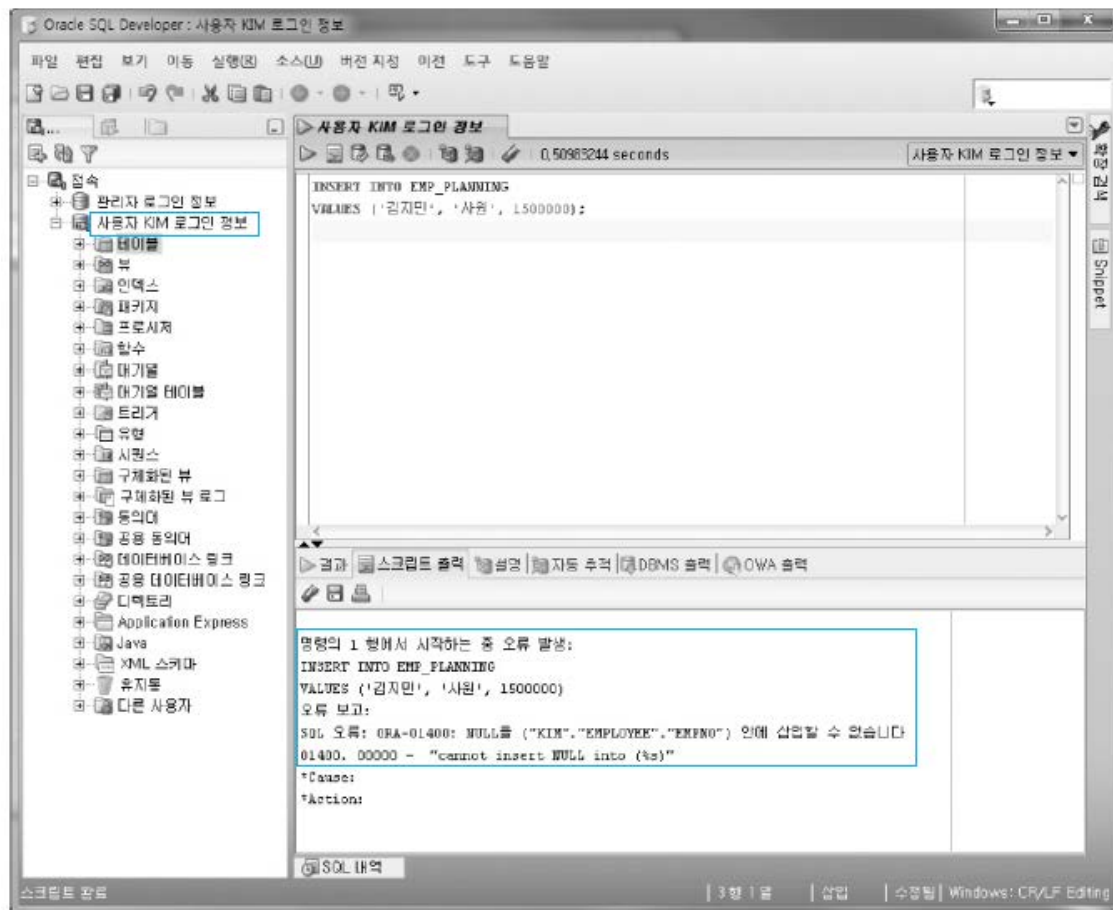 Oracle SQL Developer : 사용자 KIM 로그인 정보
파일 편집 보기 이동 실행(R) 소스(U) 버전 지정 이전 도구 도움말
사용자 KIM 로그인 정보
0.50983244 seconds
사용자 KIM 로그인 정보
접속
관리자 로그인 정보
사용자 KIM 로그인 정보
테이블
뷰
인덱스
패키지
프로시저
함수
대기열
대기열 테이블
트리거
유형
시퀀스
구체화된 뷰
구체화된 뷰 로그
동의어
공용 동의어
데이터베이스 링크
공용 데이터베이스 링크
디렉토리
Application Express
Java
XML 스키마
휴지통
다른 사용자
INSERT INTO EMP_PLANNING
VALUES ('김지민', '사원', 1500000);
확장 검색
Snippet
결과 스크립트 출력 설명 자동 추적 DBMS 출력 OWA 출력
명령의 1 행에서 시작하는 중 오류 발생:
INSERT INTO EMP_PLANNING
VALUES ('김지민', '사원', 1500000)
오류 보고:
SQL 오류: ORA-01400: NULL을 ("KIM"."EMPLOYEE"."EMPNO") 안에 삽입할 수 없습니다
01400. 00000 - "cannot insert NULL into (%s)"
*Cause:
*Action:
SQL 내역
스크립트 완료
3 행 1 열
삽입
수정됨
Windows: CR/LF Editing